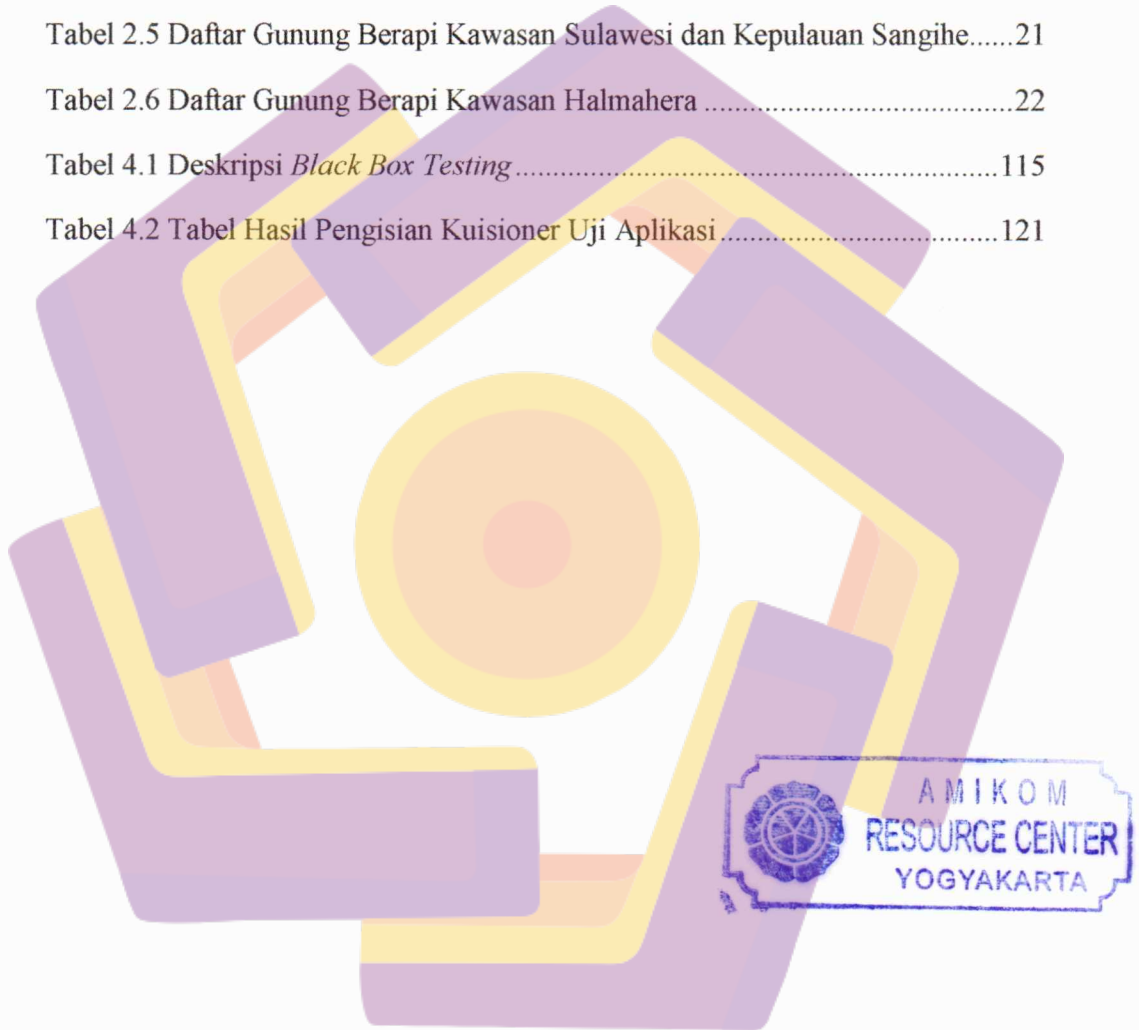 Tabel 2.5 Daftar Gunung Berapi Kawasan Sulawesi dan Kepulauan Sangihe......21
Tabel 2.6 Daftar Gunung Berapi Kawasan Halmahera ....................................22
Tabel 4.1 Deskripsi Black Box Testing................................................................115
Tabel 4.2 Tabel Hasil Pengisian Kuisioner Uji Aplikasi.....................................121
AMIKOM
RESOURCE CENTER
YOGYAKARTA